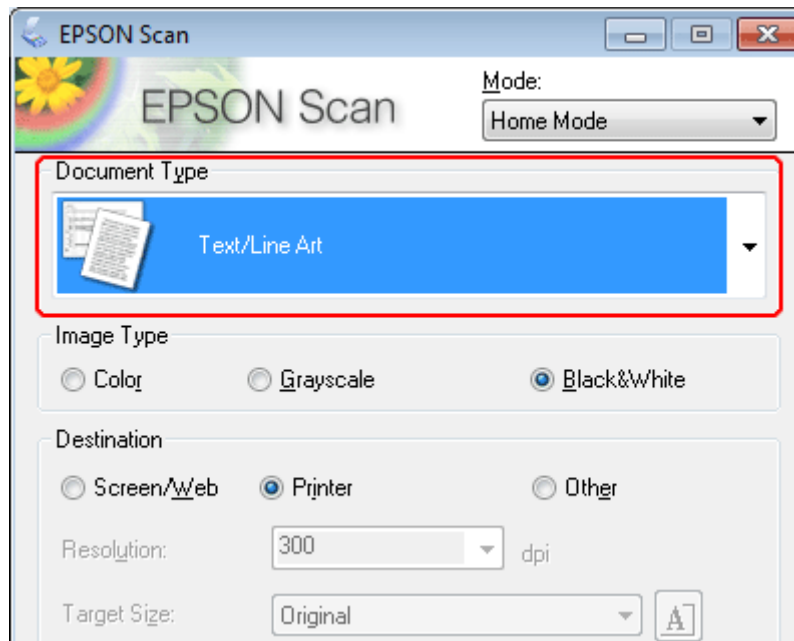 EPSON Scan
EPSON Scan
Mode:
Home Mode
Document Type
Text/Line Art
Image Type
Color
Grayscale
Black&White
Destination
Screen/Web
Printer
Other
Resolution:
300
dpi
Target Size:
Original
A